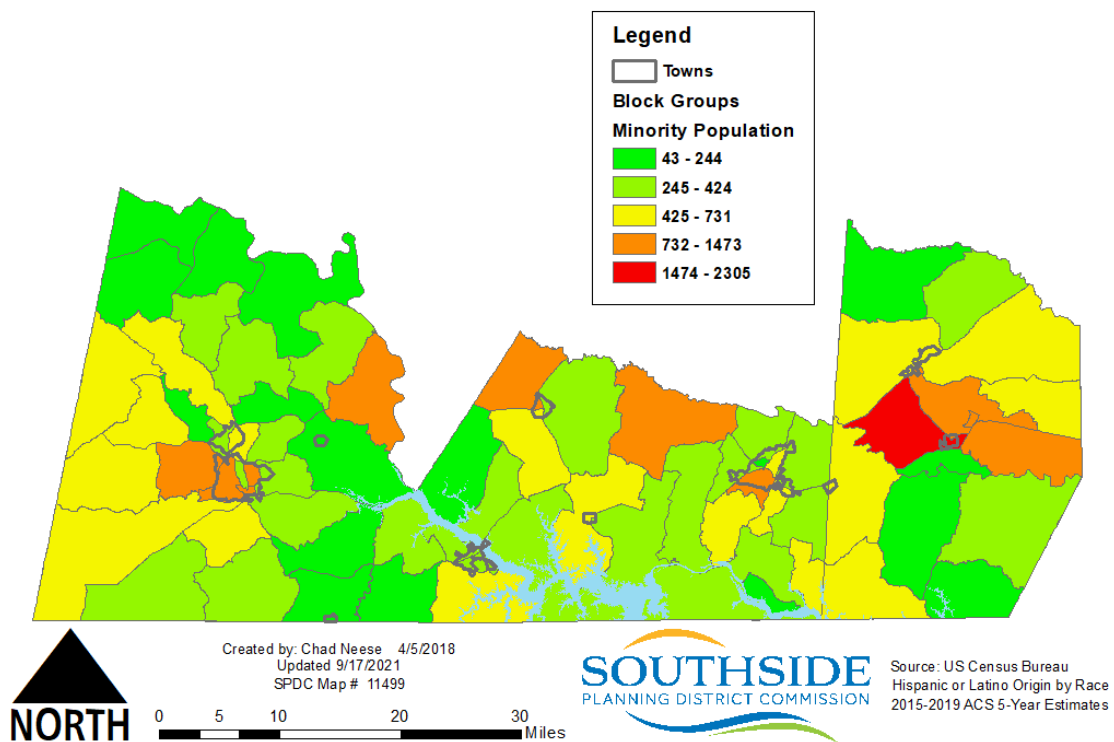 Legend
Towns
Block Groups
Minority Population
43 - 244
245 - 424
425 - 731
732 - 1473
1474 - 2305
NORTH
Created by: Chad Neese 4/5/2018
Updated 9/17/2021
SPDC Map # 11499
0 5 10 20 30
Miles
SOUTHSIDE
PLANNING DISTRICT COMMISSION
Source: US Census Bureau
Hispanic or Latino Origin by Race
2015-2019 ACS 5-Year Estimates